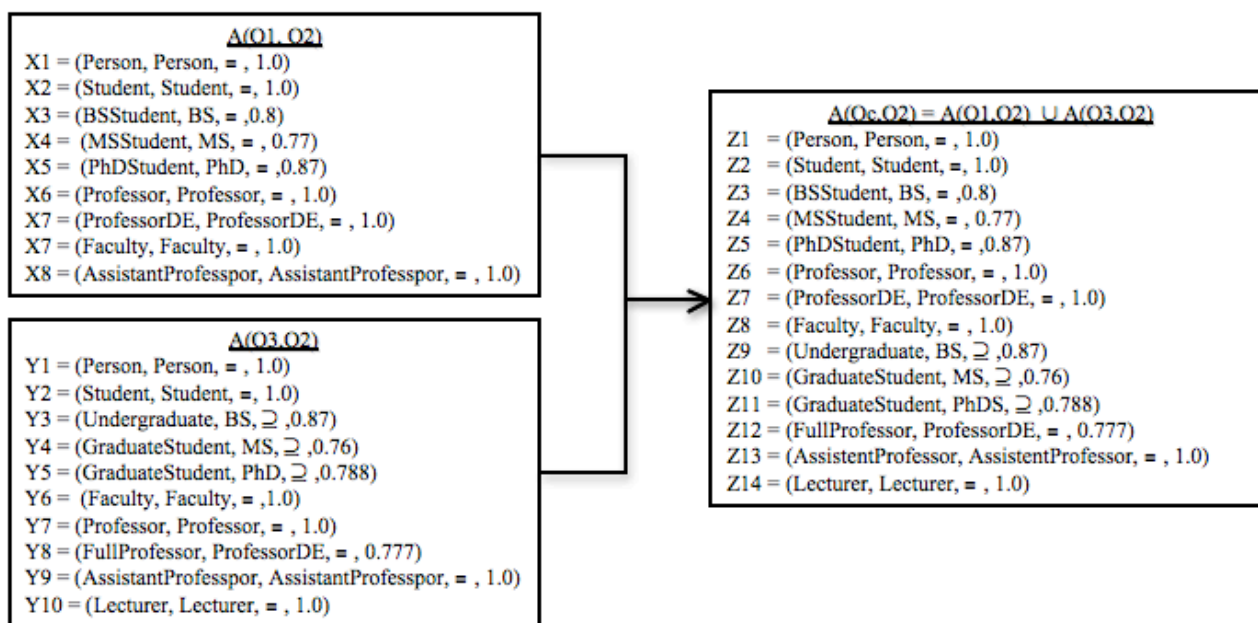 A(O1, O2)
X1 = (Person, Person, = , 1.0)
X2 = (Student, Student, =, 1.0)
X3 = (BSStudent, BS, = ,0.8)
X4 = (MSStudent, MS, = , 0.77)
X5 = (PhDStudent, PhD, = ,0.87)
X6 = (Professor, Professor, = , 1.0)
X7 = (ProfessorDE, ProfessorDE, = , 1.0)
X7 = (Faculty, Faculty, = , 1.0)
X8 = (AssistantProfesspor, AssistantProfesspor, = , 1.0)
A(O3,O2)
Y1 = (Person, Person, = , 1.0)
Y2 = (Student, Student, =, 1.0)
Y3 = (Undergraduate, BS, ⊇ ,0.87)
Y4 = (GraduateStudent, MS, ⊇ ,0.76)
Y5 = (GraduateStudent, PhD, ⊇ ,0.788)
Y6 = (Faculty, Faculty, = ,1.0)
Y7 = (Professor, Professor, = , 1.0)
Y8 = (FullProfessor, ProfessorDE, = , 0.777)
Y9 = (AssistantProfesspor, AssistantProfesspor, = , 1.0)
Y10 = (Lecturer, Lecturer, = , 1.0)
A(Oc,O2) = A(O1,O2) ∪ A(O3,O2)
Z1 = (Person, Person, = , 1.0)
Z2 = (Student, Student, = , 1.0)
Z3 = (BSStudent, BS, = ,0.8)
Z4 = (MSStudent, MS, = , 0.77)
Z5 = (PhDStudent, PhD, = ,0.87)
Z6 = (Professor, Professor, = , 1.0)
Z7 = (ProfessorDE, ProfessorDE, = , 1.0)
Z8 = (Faculty, Faculty, = , 1.0)
Z9 = (Undergraduate, BS, ⊇ ,0.87)
Z10 = (GraduateStudent, MS, ⊇ ,0.76)
Z11 = (GraduateStudent, PhDS, ⊇ ,0.788)
Z12 = (FullProfessor, ProfessorDE, = , 0.777)
Z13 = (AssistentProfessor, AssistentProfessor, = , 1.0)
Z14 = (Lecturer, Lecturer, = , 1.0)